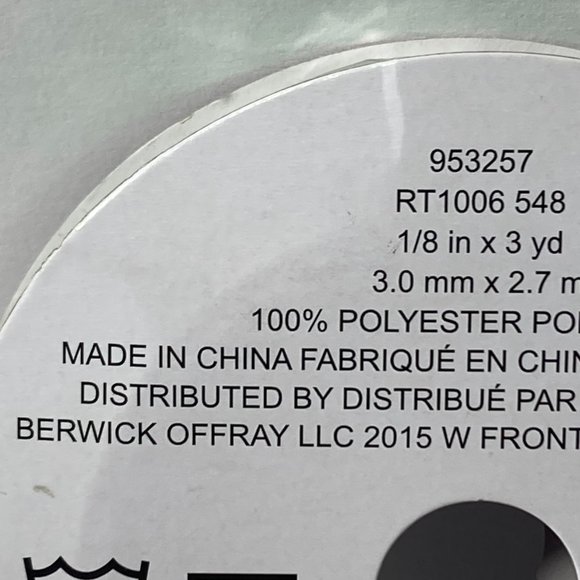 953257
RT1006 548
1/8 in x 3 yd
3.0 mm x 2.7 m
100% POLYESTER
MADE IN CHINA FABRIQUÉ EN
DISTRIBUTED BY DISTRIBUÉ PAR
BERWICK OFFRAY LLC 2015 W FRONT